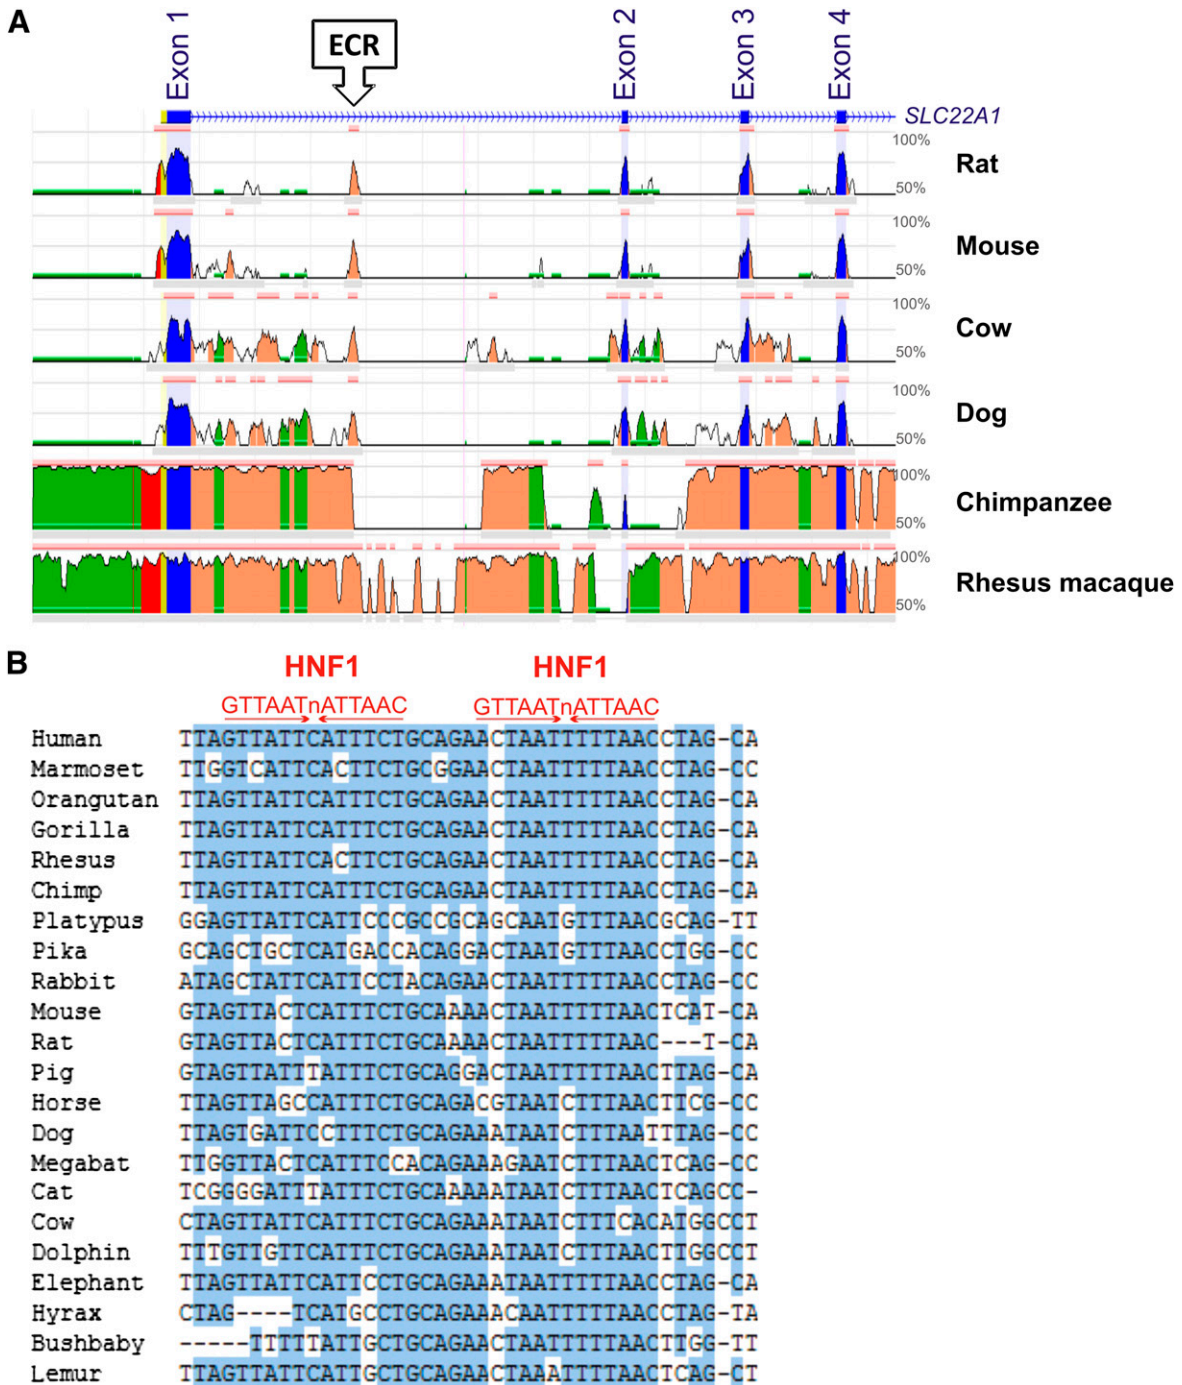 A
Exon 1
ECR
Exon 2
Exon 3
Exon 4
SLC22A1
100%
50%
Rat
100%
50%
Mouse
100%
50%
Cow
100%
50%
Dog
100%
50%
Chimpanzee
100%
50%
Rhesus macaque
B
HNF1 HNF1
GTTAATnATTAAC GTTAATnATTAAC
Human TTAGTTATTCATTTCTGCAGAACTAATTTTTAACCTAG-CA
Marmoset TTGGTCATTCACTTCTGCGGAACTAATTTTTAACCTAG-CC
Orangutan TTAGTTATTCATTTCTGCAGAACTAATTTTTAACCTAG-CA
Gorilla TTAGTTATTCATTTCTGCAGAACTAATTTTTAACCTAG-CA
Rhesus TTAGTTATTCACTTCTGCAGAACTAATTTTTAACCTAG-CA
Chimp TTAGTTATTCATTTCTGCAGAACTAATTTTTAACCTAG-CA
Platypus GGAGTTATTCATTCCCGCCGCAGCAATGTTTAACGCAG-TT
Pika GCAGCTGCTCATGACCACAGGACTAATGTTTAACCTGG-CC
Rabbit ATAGCTATTCATTCCTACAGAACTAATTTTTAACCTAG-CC
Mouse GTAGTTACTCATTTCTGCAAAACTAATTTTTAACTCAT-CA
Rat GTAGTTACTCATTTCTGCAAAACTAATTTTTAAC---T-CA
Pig GTAGTTATTTATTTCTGCAGGACTAATTTTTAACTTAG-CA
Horse TTAGTTAGCCATTTCTGCAGACGTAATCTTTAACTTCG-CC
Dog TTAGTGATTCCTTTCTGCAGAAATAATCTTTAATTTAG-CC
Megabat TTGGTTACTCATTTCCACAGAAAGAATCTTTAACTCAG-CC
Cat TCGGGGATTTATTTCTGCAAAAATAATCTTTAACTCAGCC-
Cow CTAGTTATTCATTTCTGCAGAAATAATCTTTCACATGGCCT
Dolphin TTTGTTGTTCATTTCTGCAGAAATAATCTTTAACTTGGCCT
Elephant TTAGTTATTCATTCCTGCAGAAATAATTTTTAACCTAG-CA
Hyrax CTAG----TCATGCCTGCAGAAACAATTTTTAACCTAG-TA
Bushbaby -----TTTTTATTGCTGCAGAACTAATTTTTAACTTGG-TT
Lemur TTAGTTATTCATTGCTGCAGAACTAAATTTTAACTCAG-CT